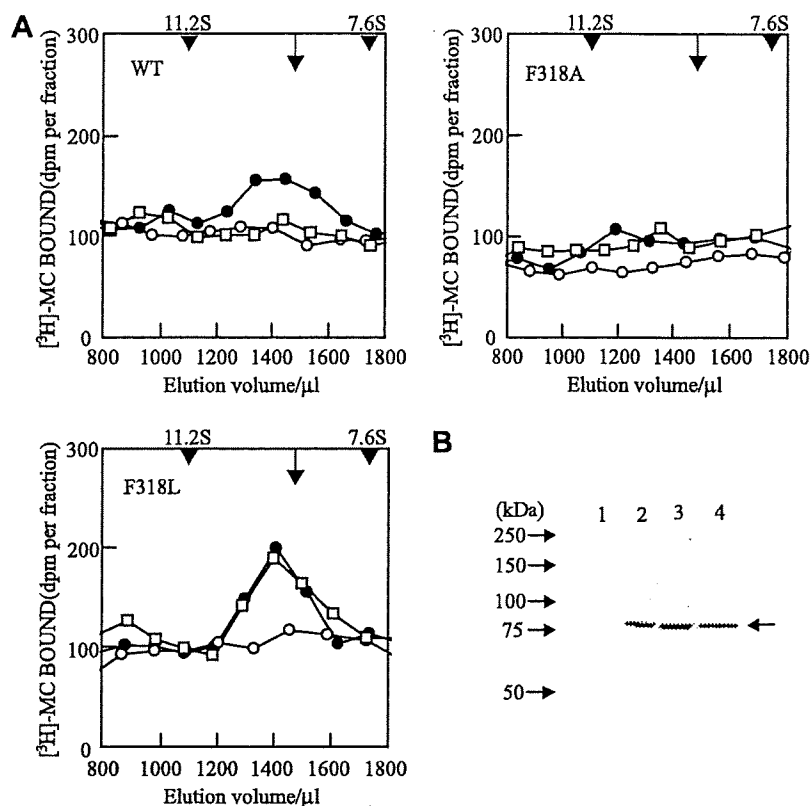 A
11.2S 7.6S
300
200
100
0
WT
[³H]-MC BOUND(dpm per fraction)
800 1000 1200 1400 1600 1800
Elution volume/µl
11.2S 7.6S
300
200
100
0
F318A
[³H]-MC BOUND(dpm per fraction)
800 1000 1200 1400 1600 1800
Elution volume/µl
11.2S 7.6S
300
200
100
0
F318L
[³H]-MC BOUND(dpm per fraction)
800 1000 1200 1400 1600 1800
Elution volume/µl
B
(kDa) 1 2 3 4
250
150
100
75
50